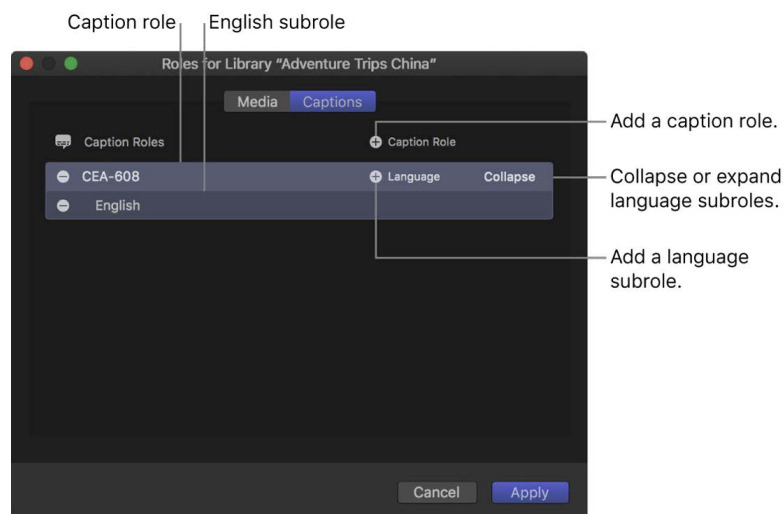 Caption role
English subrole
Roles for Library “Adventure Trips China”
Media
Captions
Add a caption role.
Caption Roles
Caption Role
CEA-608
Language
Collapse
Collapse or expand
language subroles.
English
Add a language
subrole.
Cancel
Apply